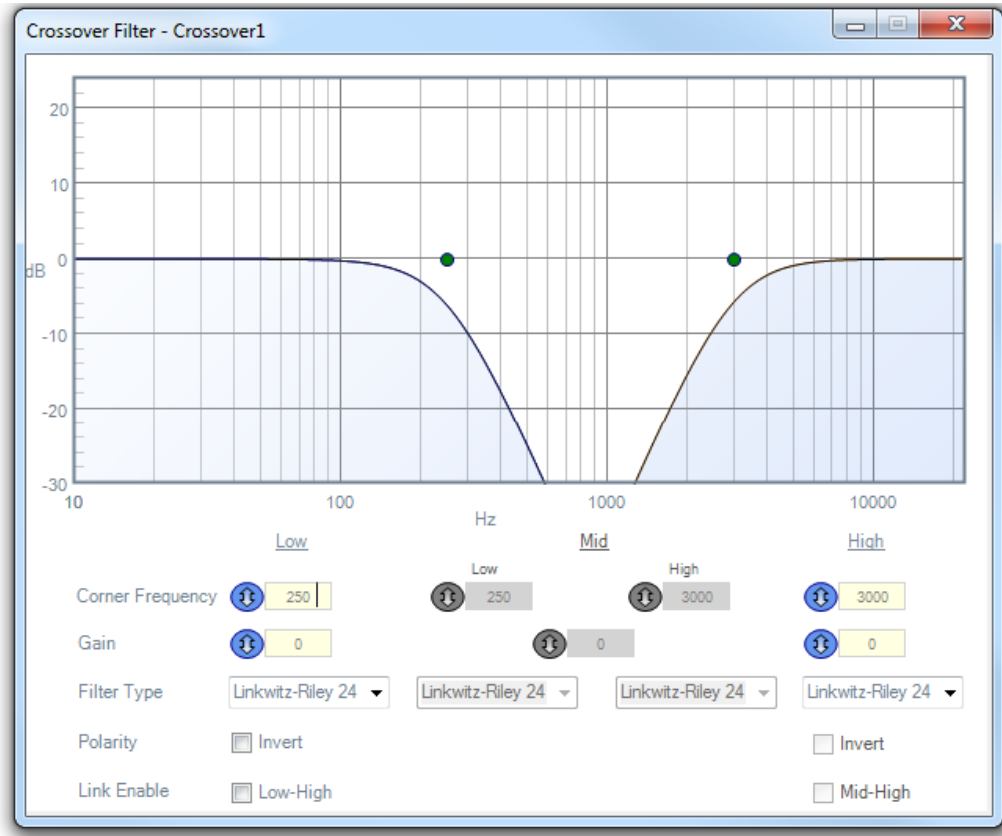 Crossover Filter - Crossover1
20
10
0
dB
-10
-20
-30
10 100 1000 10000
Hz
Low Mid High
Low High
Corner Frequency 250 250 3000 3000
Gain 0 0 0
Filter Type Linkwitz-Riley 24 Linkwitz-Riley 24 Linkwitz-Riley 24 Linkwitz-Riley 24
Polarity Invert Invert
Link Enable Low-High Mid-High